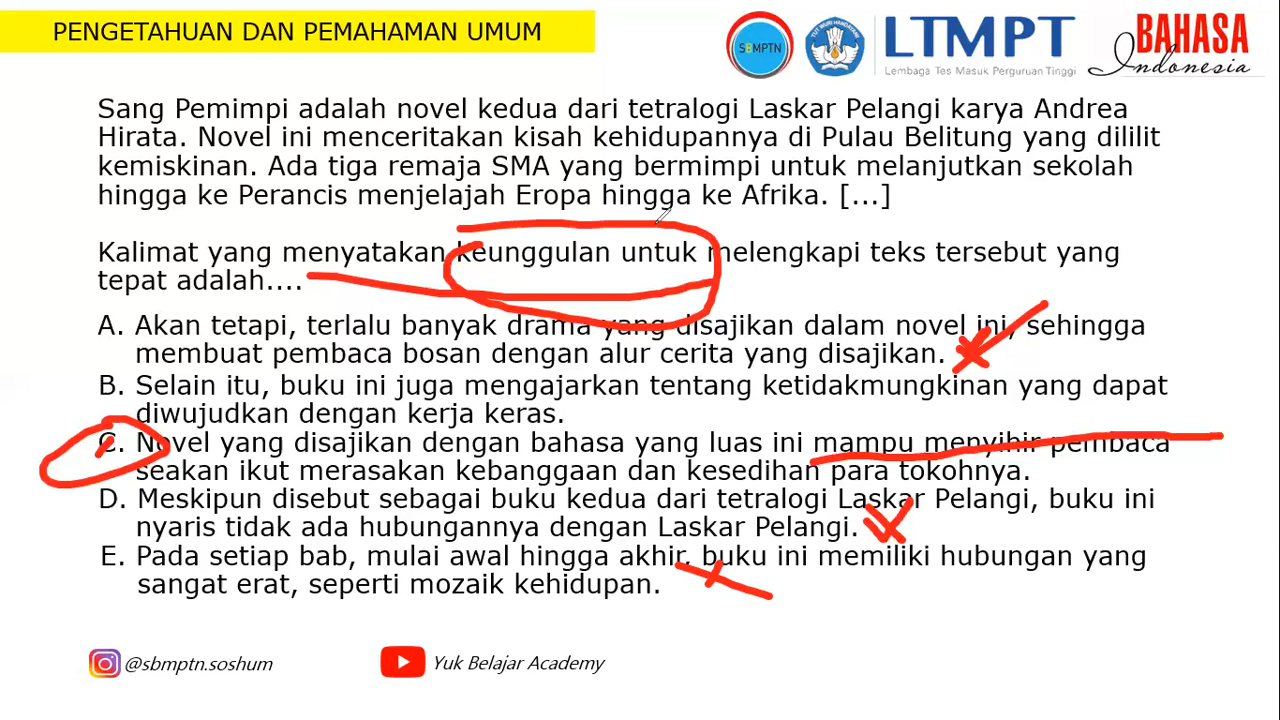 PENGETAHUAN DAN PEMAHAMAN UMUM
SBMPTN
TUT WURI HANDAYANI
LTMPT
Lembaga Tes Masuk Perguruan Tinggi
BAHASA
Indonesia
Sang Pemimpi adalah novel kedua dari tetralogi Laskar Pelangi karya Andrea
Hirata. Novel ini menceritakan kisah kehidupannya di Pulau Belitung yang dililit
kemiskinan. Ada tiga remaja SMA yang bermimpi untuk melanjutkan sekolah
hingga ke Perancis menjelajah Eropa hingga ke Afrika. [...]
Kalimat yang menyatakan keunggulan untuk melengkapi teks tersebut yang
tepat adalah....
A. Akan tetapi, terlalu banyak drama yang disajikan dalam novel ini, sehingga
membuat pembaca bosan dengan alur cerita yang disajikan.
B. Selain itu, buku ini juga mengajarkan tentang ketidakmungkinan yang dapat
diwujudkan dengan kerja keras.
C. Novel yang disajikan dengan bahasa yang luas ini mampu menyihir pembaca
seakan ikut merasakan kebanggaan dan kesedihan para tokohnya.
D. Meskipun disebut sebagai buku kedua dari tetralogi Laskar Pelangi, buku ini
nyaris tidak ada hubungannya dengan Laskar Pelangi.
E. Pada setiap bab, mulai awal hingga akhir, buku ini memiliki hubungan yang
sangat erat, seperti mozaik kehidupan.
@sbmptn.soshum
Yuk Belajar Academy